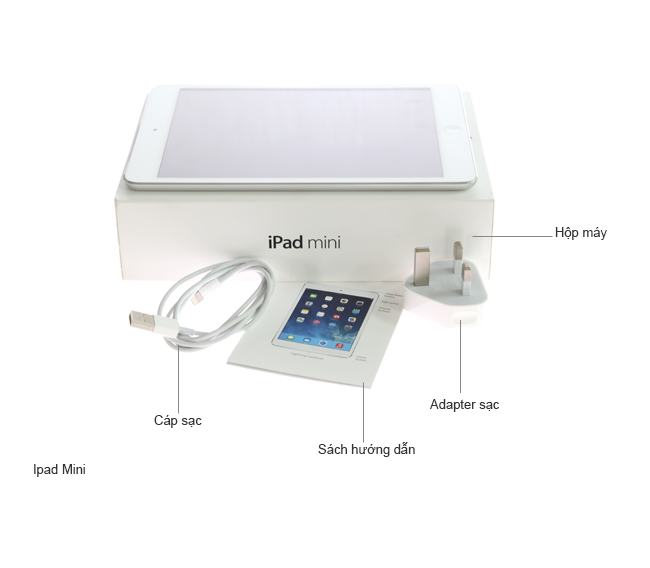 iPad mini
Hộp máy
Adapter sạc
Cáp sạc
Sách hướng dẫn
Ipad Mini